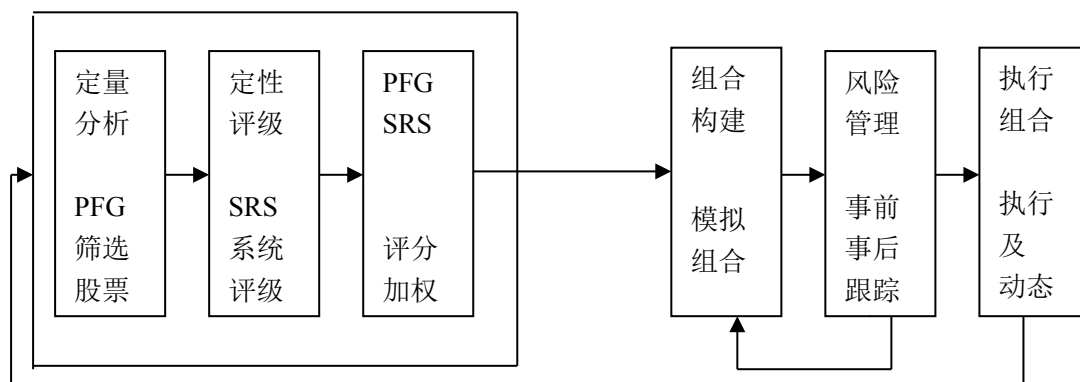 定量
分析
PFG
筛选
股票
定性
评级
SRS
系统
评级
PFG
SRS
评分
加权
组合
构建
模拟
组合
风险
管理
事前
事后
跟踪
执行
组合
执行
及
动态